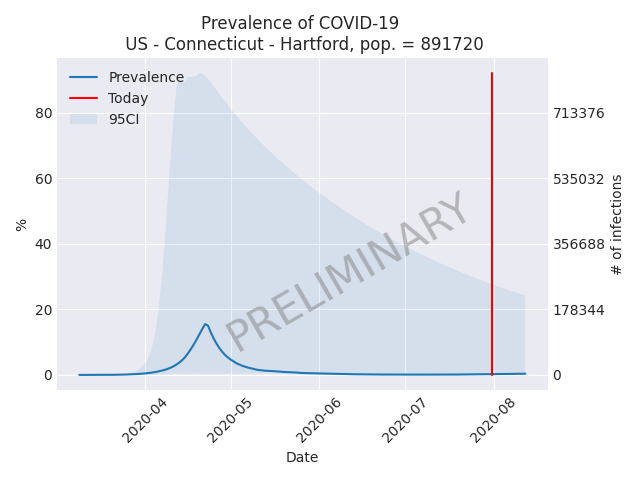 Prevalence of COVID-19
US - Connecticut - Hartford, pop. = 891720
Prevalence
Today
95CI
80
60
40
20
0
%
713376
535032
356688
178344
0
# of infections
PRELIMINARY
2020-04
2020-05
2020-06
2020-07
2020-08
Date